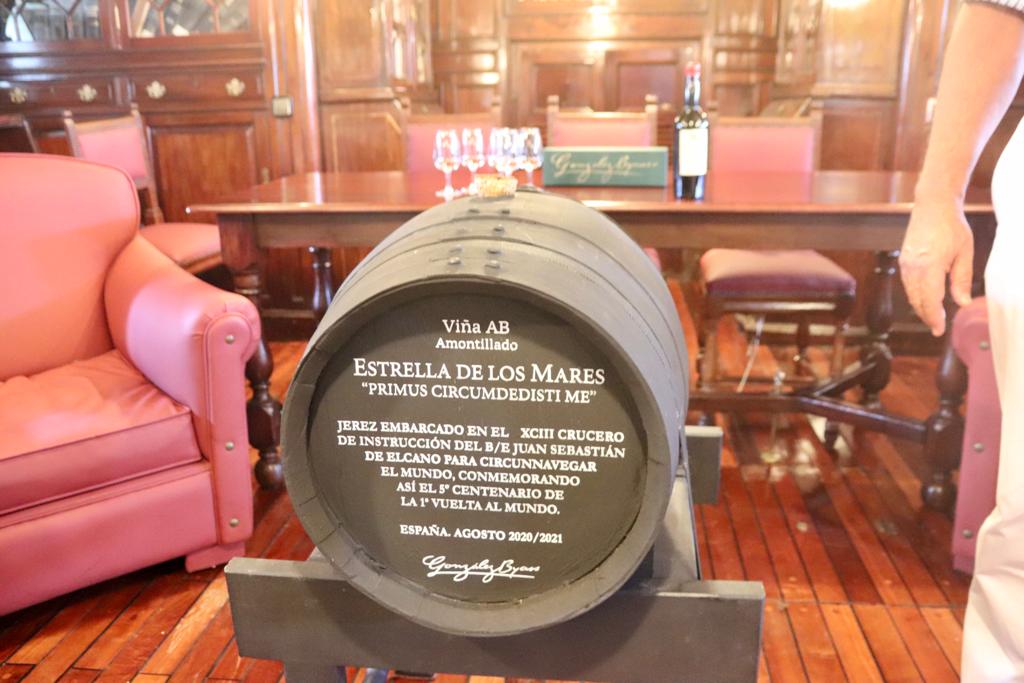 González Byass
Viña AB
Amontillado
ESTRELLA DE LOS MARES
"PRIMUS CIRCUMDEDISTI ME"
JEREZ EMBARCADO EN EL XCIII CRUCERO
DE INSTRUCCIÓN DEL B/E JUAN SEBASTIÁN
DE ELCANO PARA CIRCUNNAVEGAR
EL MUNDO, CONMEMORANDO
ASÍ EL 5º CENTENARIO DE
LA 1ª VUELTA AL MUNDO.
ESPAÑA. AGOSTO 2020/2021
González Byass